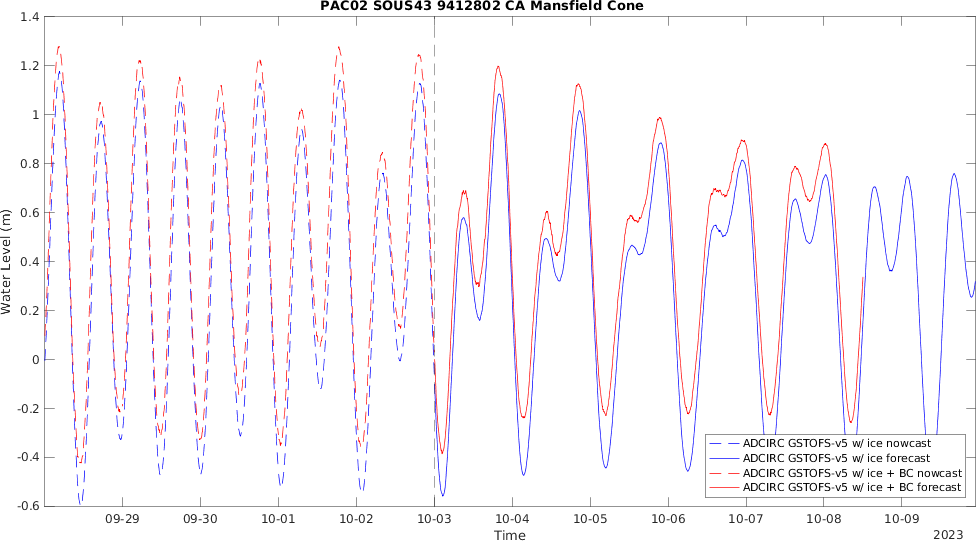 PAC02 SOUS43 9412802 CA Mansfield Cone
1.4
1.2
1
0.8
0.6
0.4
0.2
0
-0.2
-0.4
-0.6
Water Level (m)
09-29 09-30 10-01 10-02 10-03 10-04 10-05 10-06 10-07 10-08 10-09
2023
Time
ADCIRC GSTOFS-v5 w/ ice nowcast
ADCIRC GSTOFS-v5 w/ ice forecast
ADCIRC GSTOFS-v5 w/ ice + BC nowcast
ADCIRC GSTOFS-v5 w/ ice + BC forecast